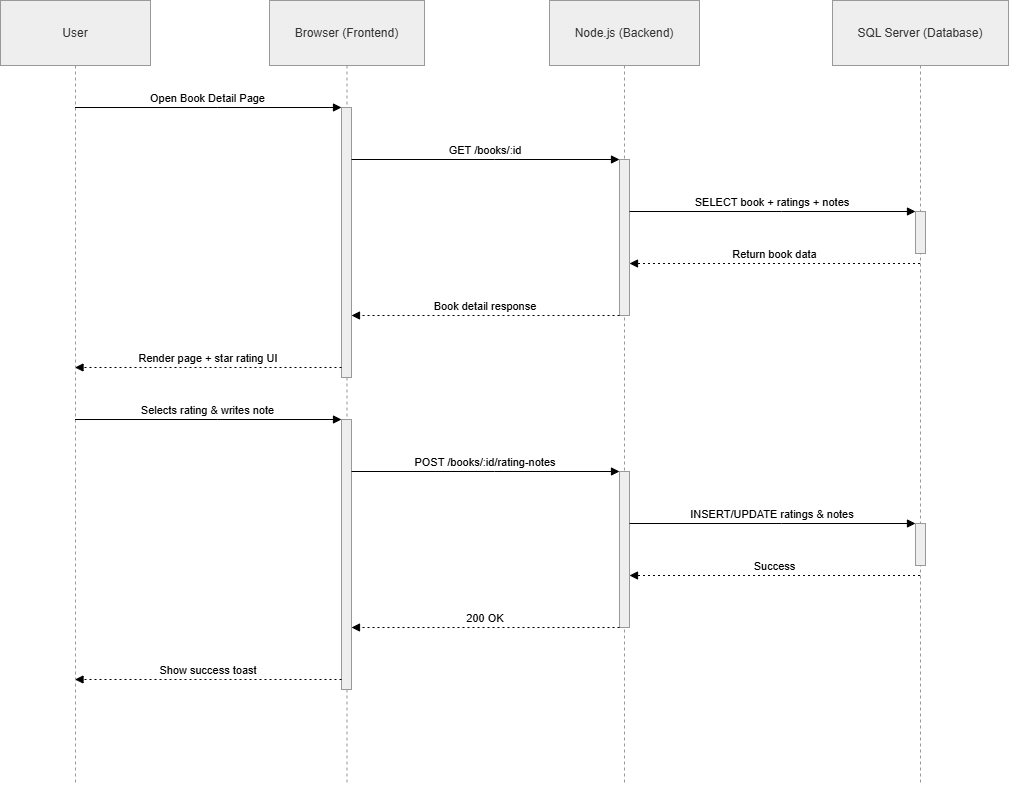 User
Browser (Frontend)
Node.js (Backend)
SQL Server (Database)
Open Book Detail Page
GET /books/:id
SELECT book + ratings + notes
Return book data
Book detail response
Render page + star rating UI
Selects rating & writes note
POST /books/:id/rating-notes
INSERT/UPDATE ratings & notes
Success
200 OK
Show success toast